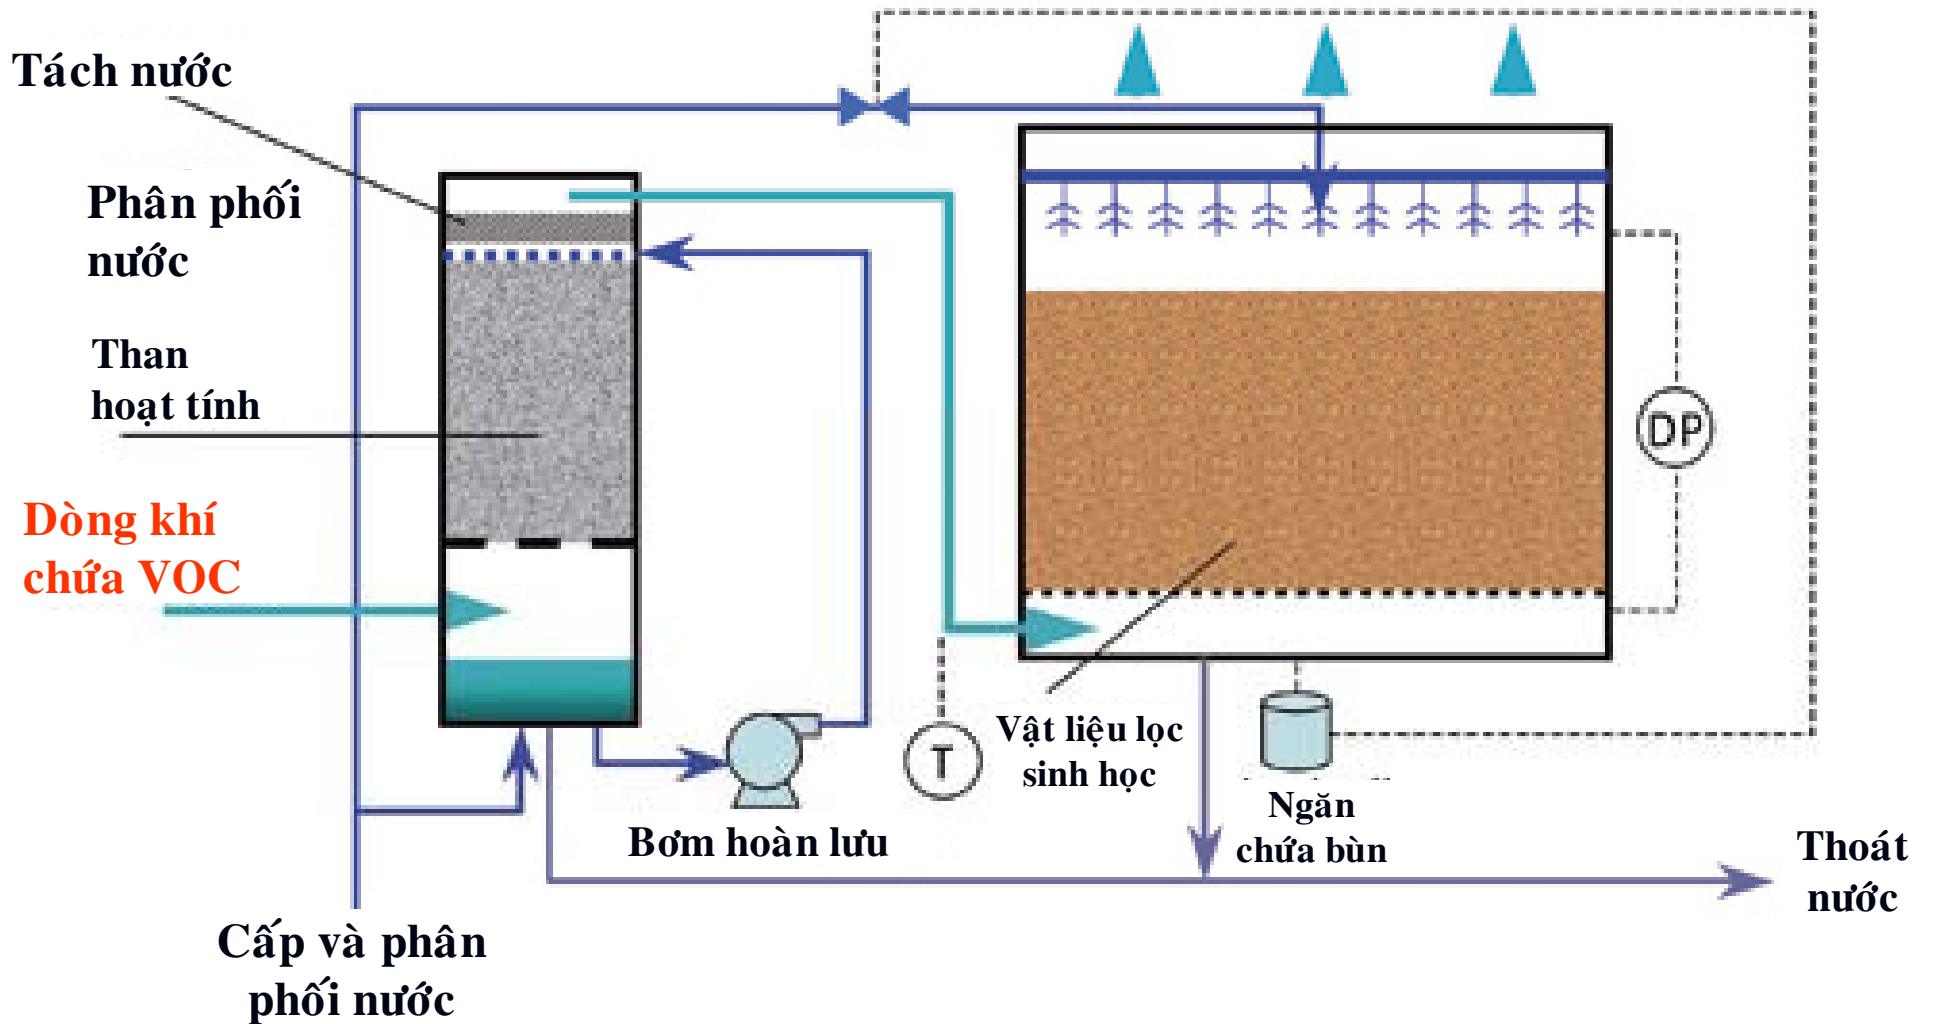 Tách nước
Phân phối
nước
Than
hoạt tính
Dòng khí
chứa VOC
DP
T
Vật liệu lọc
sinh học
Ngăn
chứa bùn
Bơm hoàn lưu
Thoát
nước
Cấp và phân
phối nước